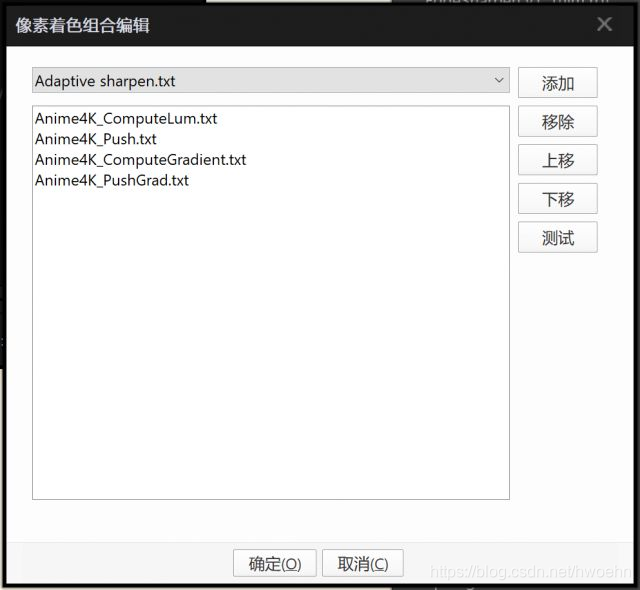 像素着色组合编辑
Adaptive sharpen.txt
添加
Anime4K_ComputeLum.txt
Anime4K_Push.txt
Anime4K_ComputeGradient.txt
Anime4K_PushGrad.txt
移除
上移
下移
测试
确定(O)
取消(C)
https://blog.csdn.net/hwoehn